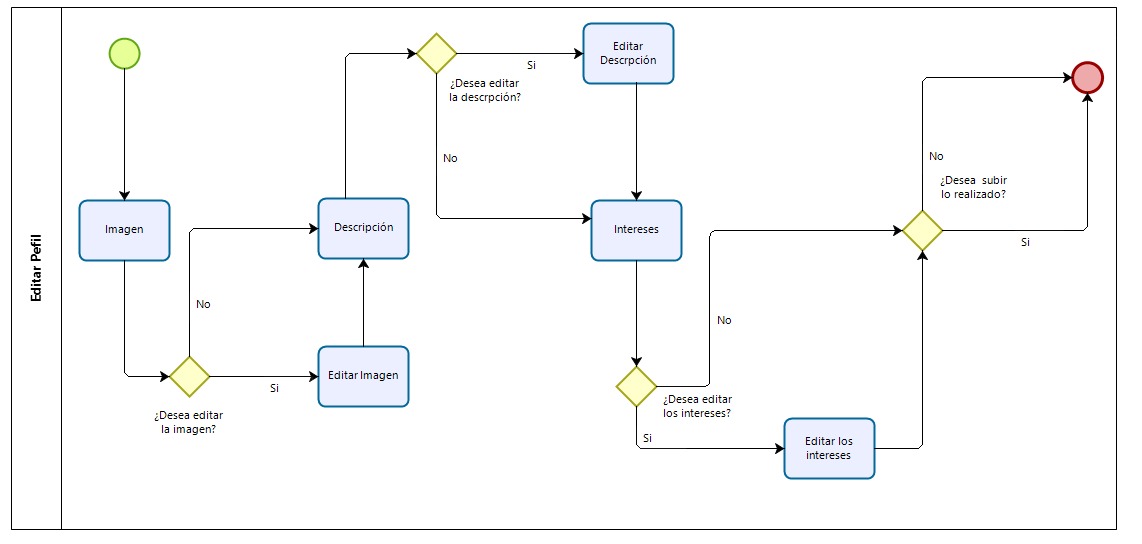 Editar Pefil
Imagen
¿Desea editar
la imagen?
No
Si
Editar Imagen
Descripción
¿Desea editar
la descrpción?
Si
No
Editar
Descrpción
Intereses
¿Desea editar
los intereses?
No
Si
Editar los
intereses
¿Desea  subir
lo realizado?
No
Si